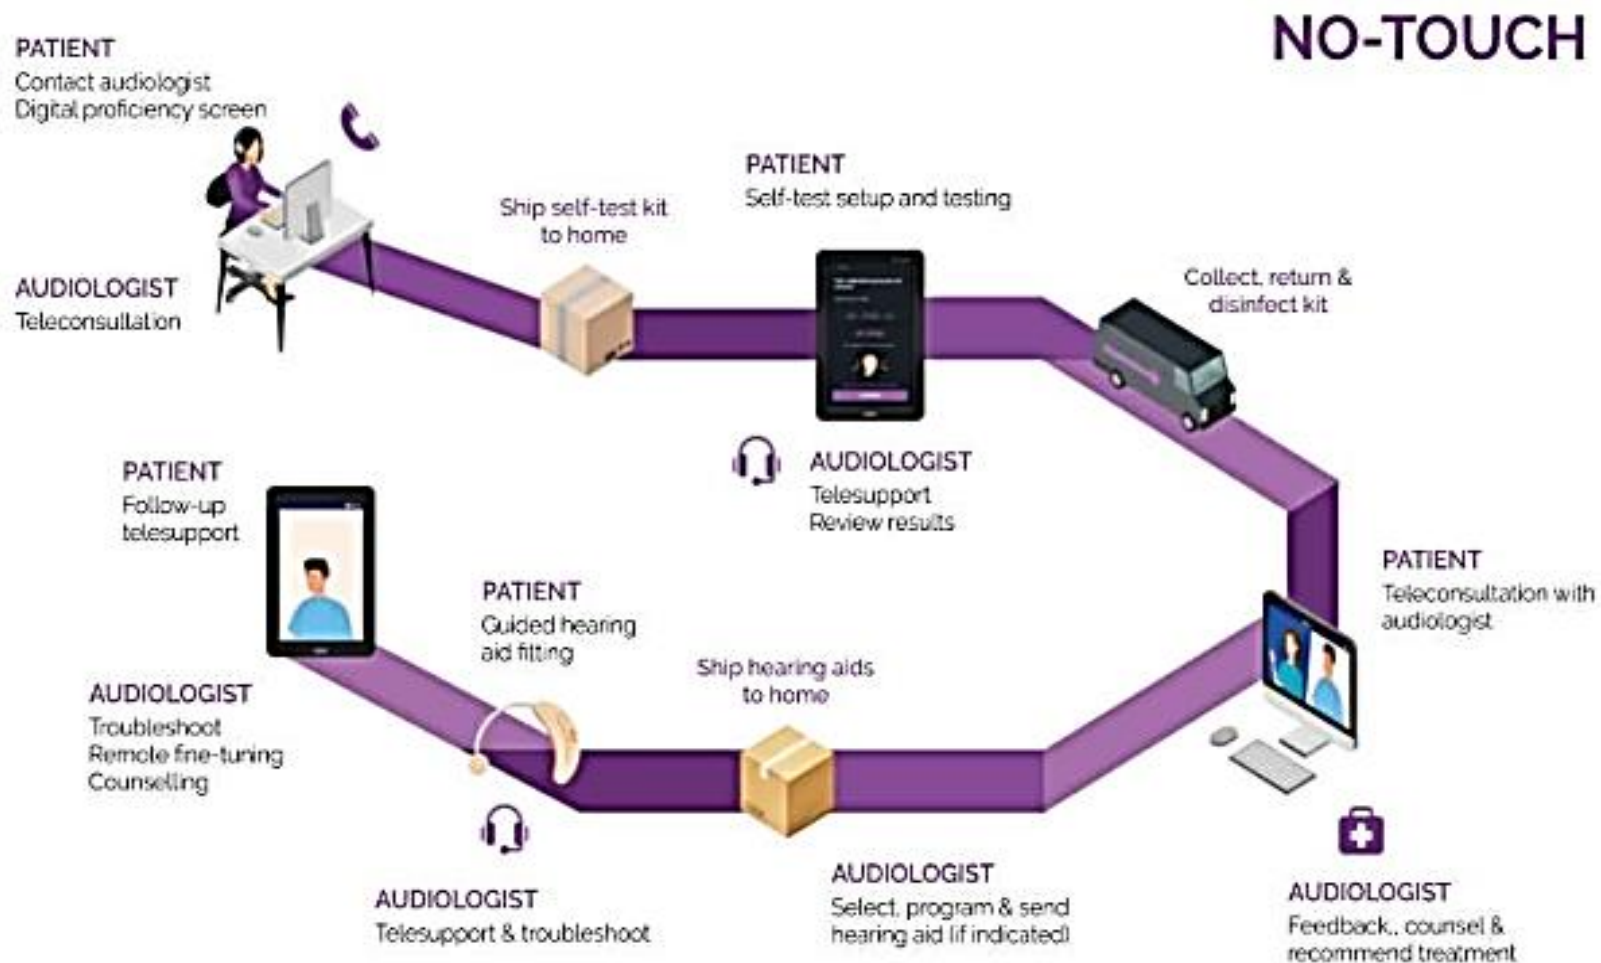 NO-TOUCH
PATIENT
Contact audiologist
Digital proficiency screen
AUDIOLOGIST
Teleconsultation
Ship self-test kit
to home
PATIENT
Self-test setup and testing
AUDIOLOGIST
Telesupport
Review results
Collect, return &
disinfect kit
PATIENT
Teleconsultation with
audiologist
AUDIOLOGIST
Feedback,, counsel &
recommend treatment
Ship hearing aids
to home
AUDIOLOGIST
Select, program & send
hearing aid (if indicated)
PATIENT
Guided hearing
aid fitting
AUDIOLOGIST
Telesupport & troubleshoot
PATIENT
Follow-up
telesupport
AUDIOLOGIST
Troubleshoot
Remote fine-tuning
Counselling